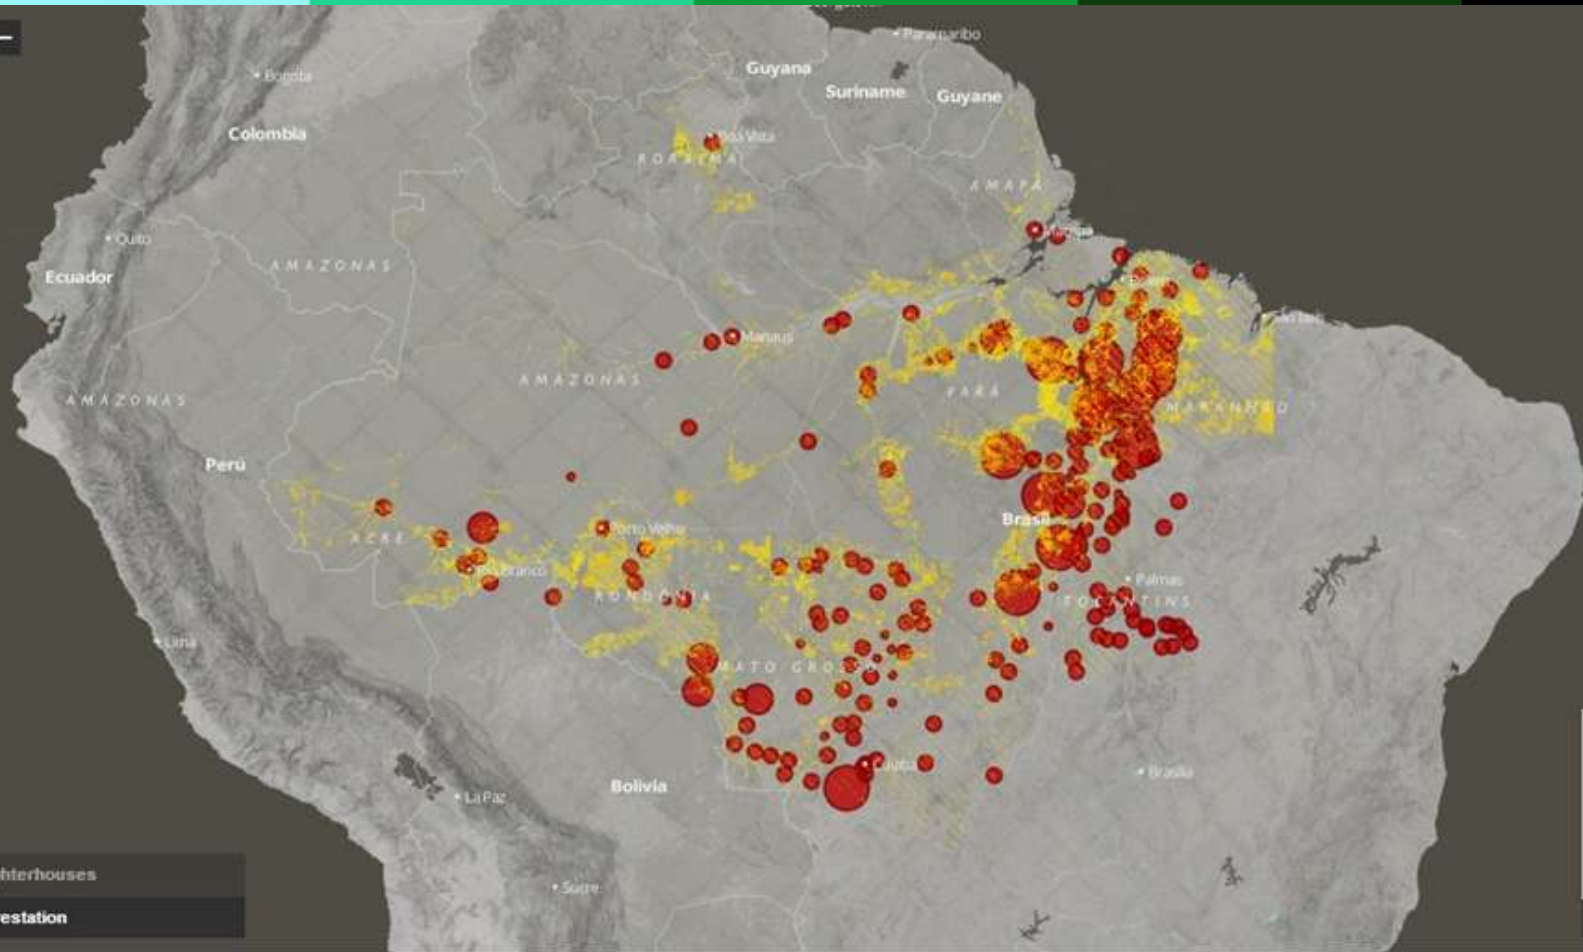 Paramaribo
Bogota
Guyana
Suriname
Guyane
Colombia
Boa Vista
RORAIMA
AMAPÁ
Quito
AMAZONAS
Ecuador
Manaus
AMAZONAS
PARÁ
AMAZONAS
MARANHÃO
Perú
Brasil
Porto Velho
ACRE
Rio Branco
Palmas
RONDÔNIA
TOCANTINS
Lima
MATO GROSSO
Cuiabá
Brasília
Bolivia
La Paz
hterhouses
Sucre
estation